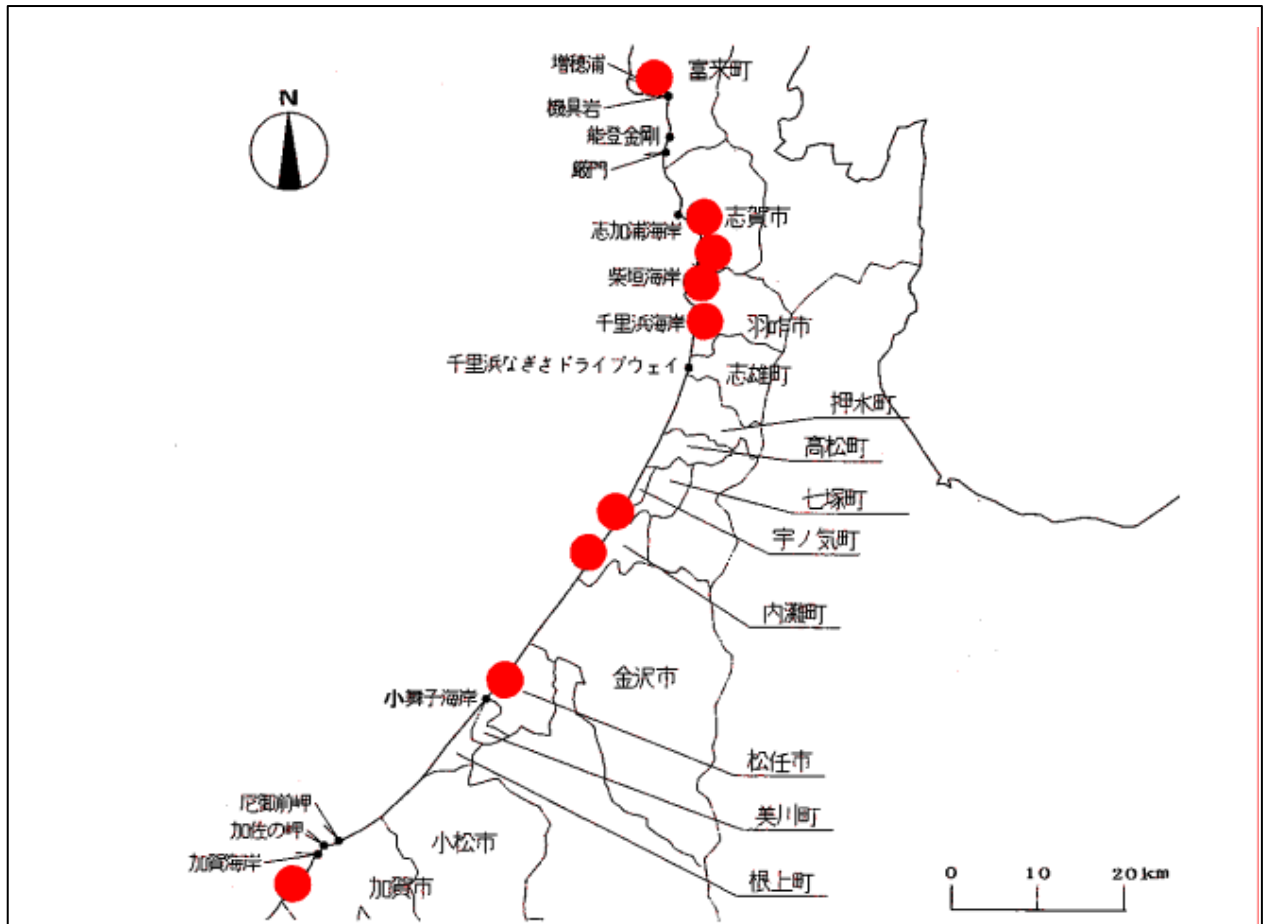 増穂浦
富来町
N
機具岩
能登金剛
巌門
志賀市
志加浦海岸
柴垣海岸
千里浜海岸
羽咋市
千里浜なぎさドライブウェイ
志雄町
押水町
高松町
七塚町
宇ノ気町
内灘町
金沢市
小舞子海岸
松任市
尼御前岬
美川町
加佐の岬
小松市
加賀海岸
加賀市
根上町
0 10 20km